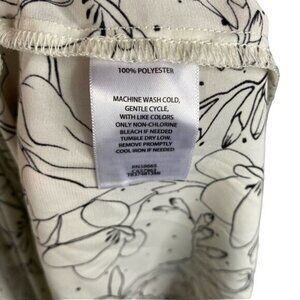 100% POLYESTER
MACHINE WASH COLD,
GENTLE CYCLE,
WITH LIKE COLORS
ONLY NON-CHLORINE
BLEACH IF NEEDED
TUMBLE DRY LOW,
REMOVE PROMPTLY
COOL IRON IF NEEDED